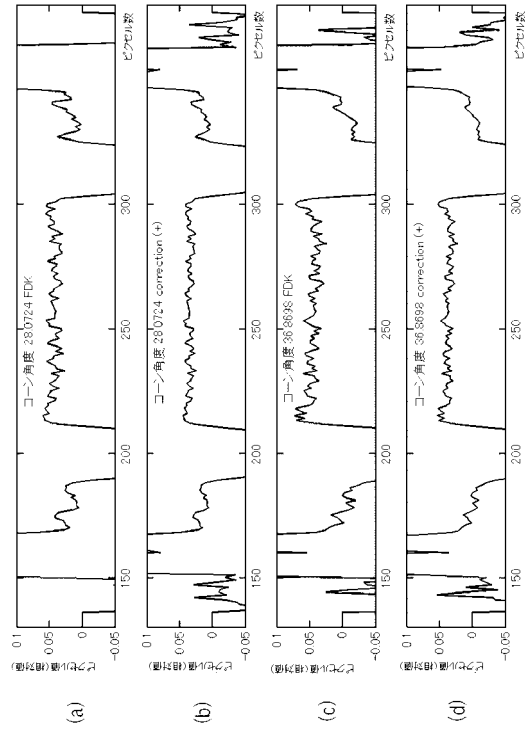 (a)
ピクセル値(相対値)
0.1
0.05
0
-0.05
コーン角度 28.0724 FDK
150
200
250
300
ピクセル数
(b)
ピクセル値(相対値)
0.1
0.05
0
-0.05
コーン角度 28.0724 correction (+)
150
200
250
300
ピクセル数
(c)
ピクセル値(相対値)
0.1
0.05
0
-0.05
コーン角度 36.8698 FDK
150
200
250
300
ピクセル数
(d)
ピクセル値(相対値)
0.1
0.05
0
-0.05
コーン角度 36.8698 correction (+)
150
200
250
300
ピクセル数